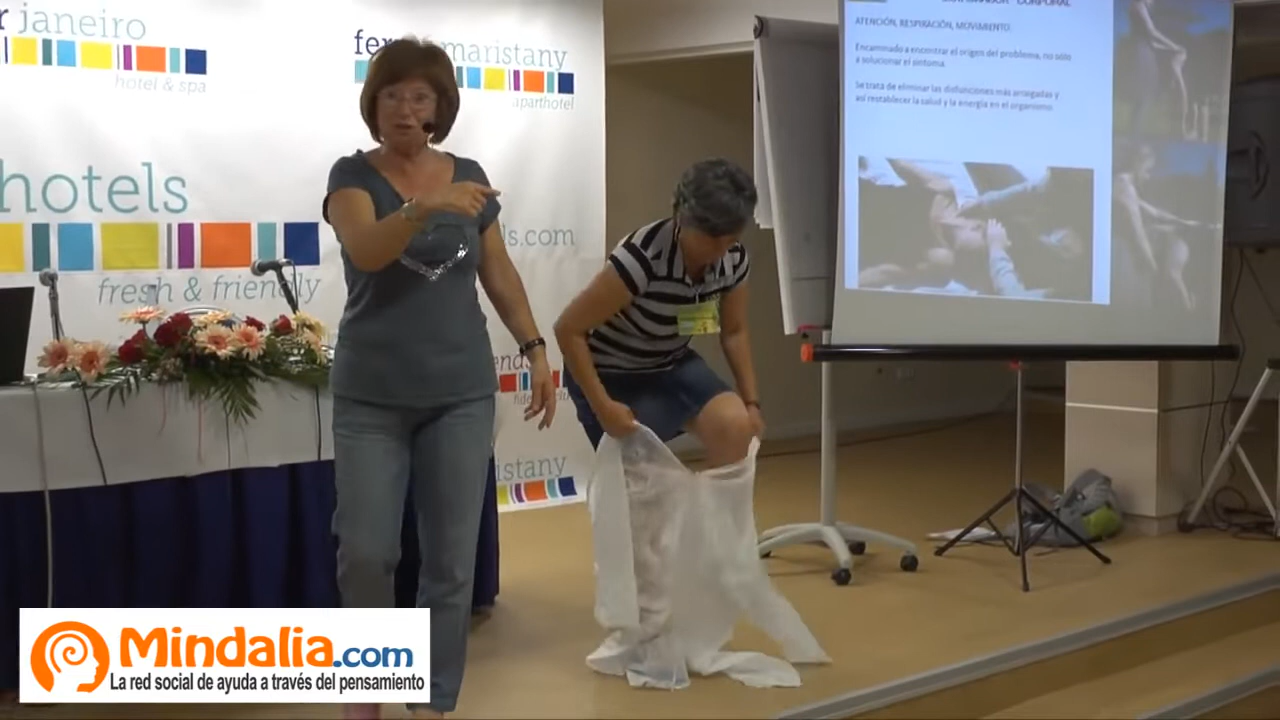 janeiro
hotel & spa
maristany
aparthotel
hotels
fresh & friendly
ls.com
ristany
ATENCIÓN, RESPIRACIÓN, MOVIMIENTO.
Encaminado a encontrar el origen del problema, no sólo
a solucionar el síntoma.
Se trata de eliminar las disfunciones más arraigadas y
así restablecer la salud y la energía en el organismo.
Mindalia.com
La red social de ayuda a través del pensamiento